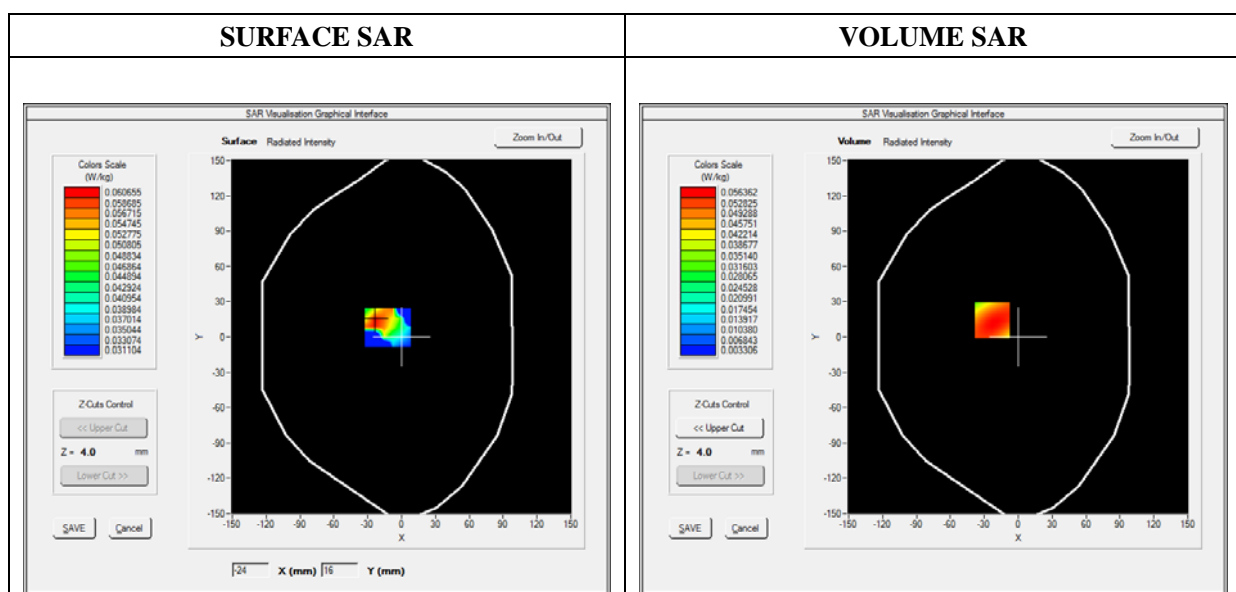 SURFACE SAR
VOLUME SAR
SAR Visualisation Graphical Interface
Surface Radiated Intensity
Zoom In/Out
Colors Scale
(W/kg)
0.060655
0.058685
0.056715
0.054745
0.052775
0.050805
0.048834
0.046864
0.044894
0.042924
0.040954
0.038984
0.037014
0.035044
0.033074
0.031104
Z-Cuts Control
<< Upper Cut
Z = 4.0 mm
Lower Cut >>
SAVE Cancel
150
120
90
60
30
0
-30
-60
-90
-120
-150
Y
-150 -120 -90 -60 -30 0 30 60 90 120 150
X
-24 X (mm) 16 Y (mm)
SAR Visualisation Graphical Interface
Volume Radiated Intensity
Zoom In/Out
Colors Scale
(W/kg)
0.056362
0.052825
0.049288
0.045751
0.042214
0.038677
0.035140
0.031603
0.028065
0.024528
0.020991
0.017454
0.013917
0.010380
0.006843
0.003306
Z-Cuts Control
<< Upper Cut
Z = 4.0 mm
Lower Cut >>
SAVE Cancel
150
120
90
60
30
0
-30
-60
-90
-120
-150
Y
-150 -120 -90 -60 -30 0 30 60 90 120 150
X